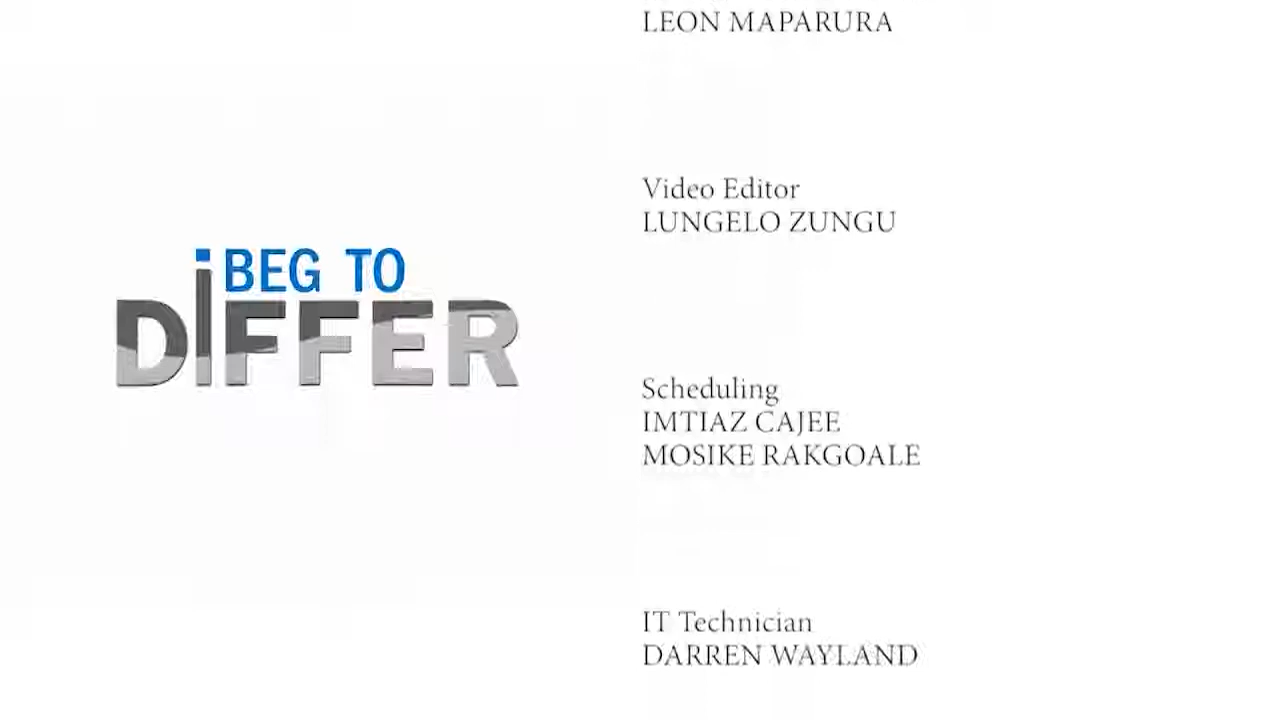 i BEG TO
DiFFER
LEON MAPARURA
Video Editor
LUNGELO ZUNGU
Scheduling
IMTIAZ CAJEE
MOSIKE RAKGOALE
IT Technician
DARREN WAYLAND